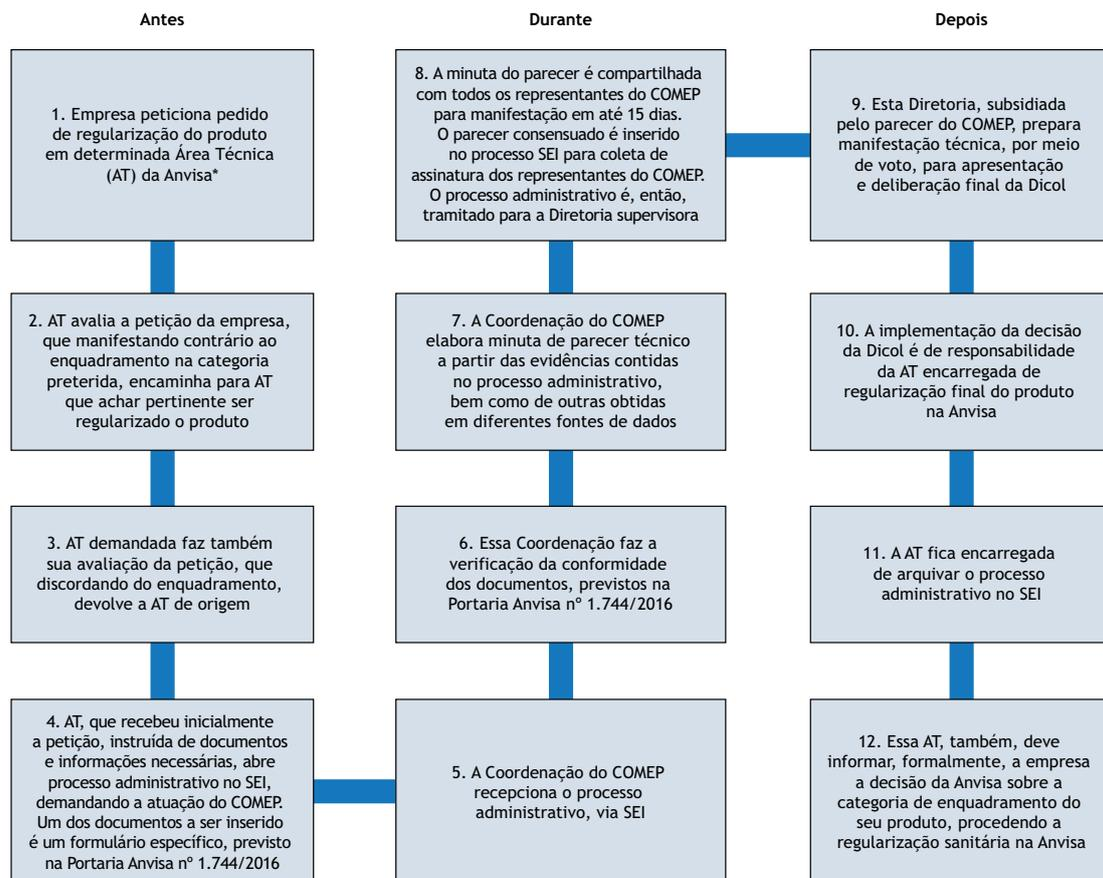 Antes
Durante
Depois
1. Empresa peticiona pedido
de regularização do produto
em determinada Área Técnica
(AT) da Anvisa*
2. AT avalia a petição da empresa,
que manifestando contrário ao
enquadramento na categoria
preterida, encaminha para AT
que achar pertinente ser
regularizado o produto
3. AT demandada faz também
sua avaliação da petição, que
discordando do enquadramento,
devolve a AT de origem
4. AT, que recebeu inicialmente
a petição, instruída de documentos
e informações necessárias, abre
processo administrativo no SEI,
demandando a atuação do COMEP.
Um dos documentos a ser inserido
é um formulário específico, previsto
na Portaria Anvisa nº 1.744/2016
5. A Coordenação do COMEP
recepciona o processo
administrativo, via SEI
6. Essa Coordenação faz a
verificação da conformidade
dos documentos, previstos na
Portaria Anvisa nº 1.744/2016
7. A Coordenação do COMEP
elabora minuta de parecer técnico
a partir das evidências contidas
no processo administrativo,
bem como de outras obtidas
em diferentes fontes de dados
8. A minuta do parecer é compartilhada
com todos os representantes do COMEP
para manifestação em até 15 dias.
O parecer consensuado é inserido
no processo SEI para coleta de
assinatura dos representantes do COMEP.
O processo administrativo é, então,
tramitado para a Diretoria supervisora
9. Esta Diretoria, subsidiada
pelo parecer do COMEP, prepara
manifestação técnica, por meio
de voto, para apresentação
e deliberação final da Dicol
10. A implementação da decisão
da Dicol é de responsabilidade
da AT encarregada de
regularização final do produto
na Anvisa
11. A AT fica encarregada
de arquivar o processo
administrativo no SEI
12. Essa AT, também, deve
informar, formalmente, a empresa
a decisão da Anvisa sobre a
categoria de enquadramento do
seu produto, procedendo a
regularização sanitária na Anvisa